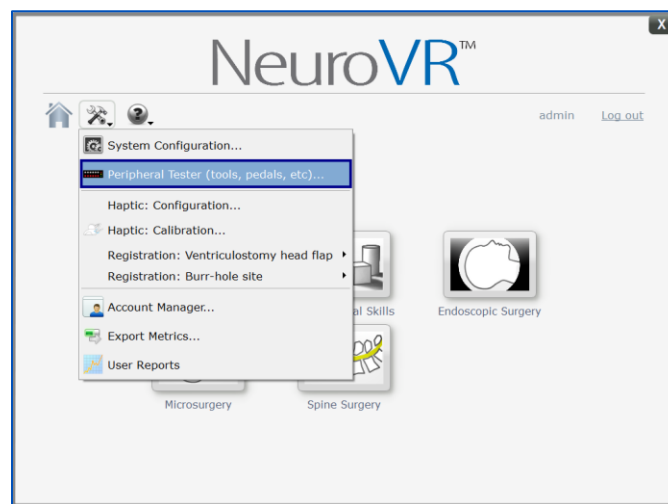 X
NeuroVR™
admin
Log out
System Configuration...
Peripheral Tester (tools, pedals, etc)...
Haptic: Configuration...
Haptic: Calibration...
Registration: Ventriculostomy head flap
Registration: Burr-hole site
Account Manager...
Export Metrics...
User Reports
al Skills
Endoscopic Surgery
Microsurgery
Spine Surgery